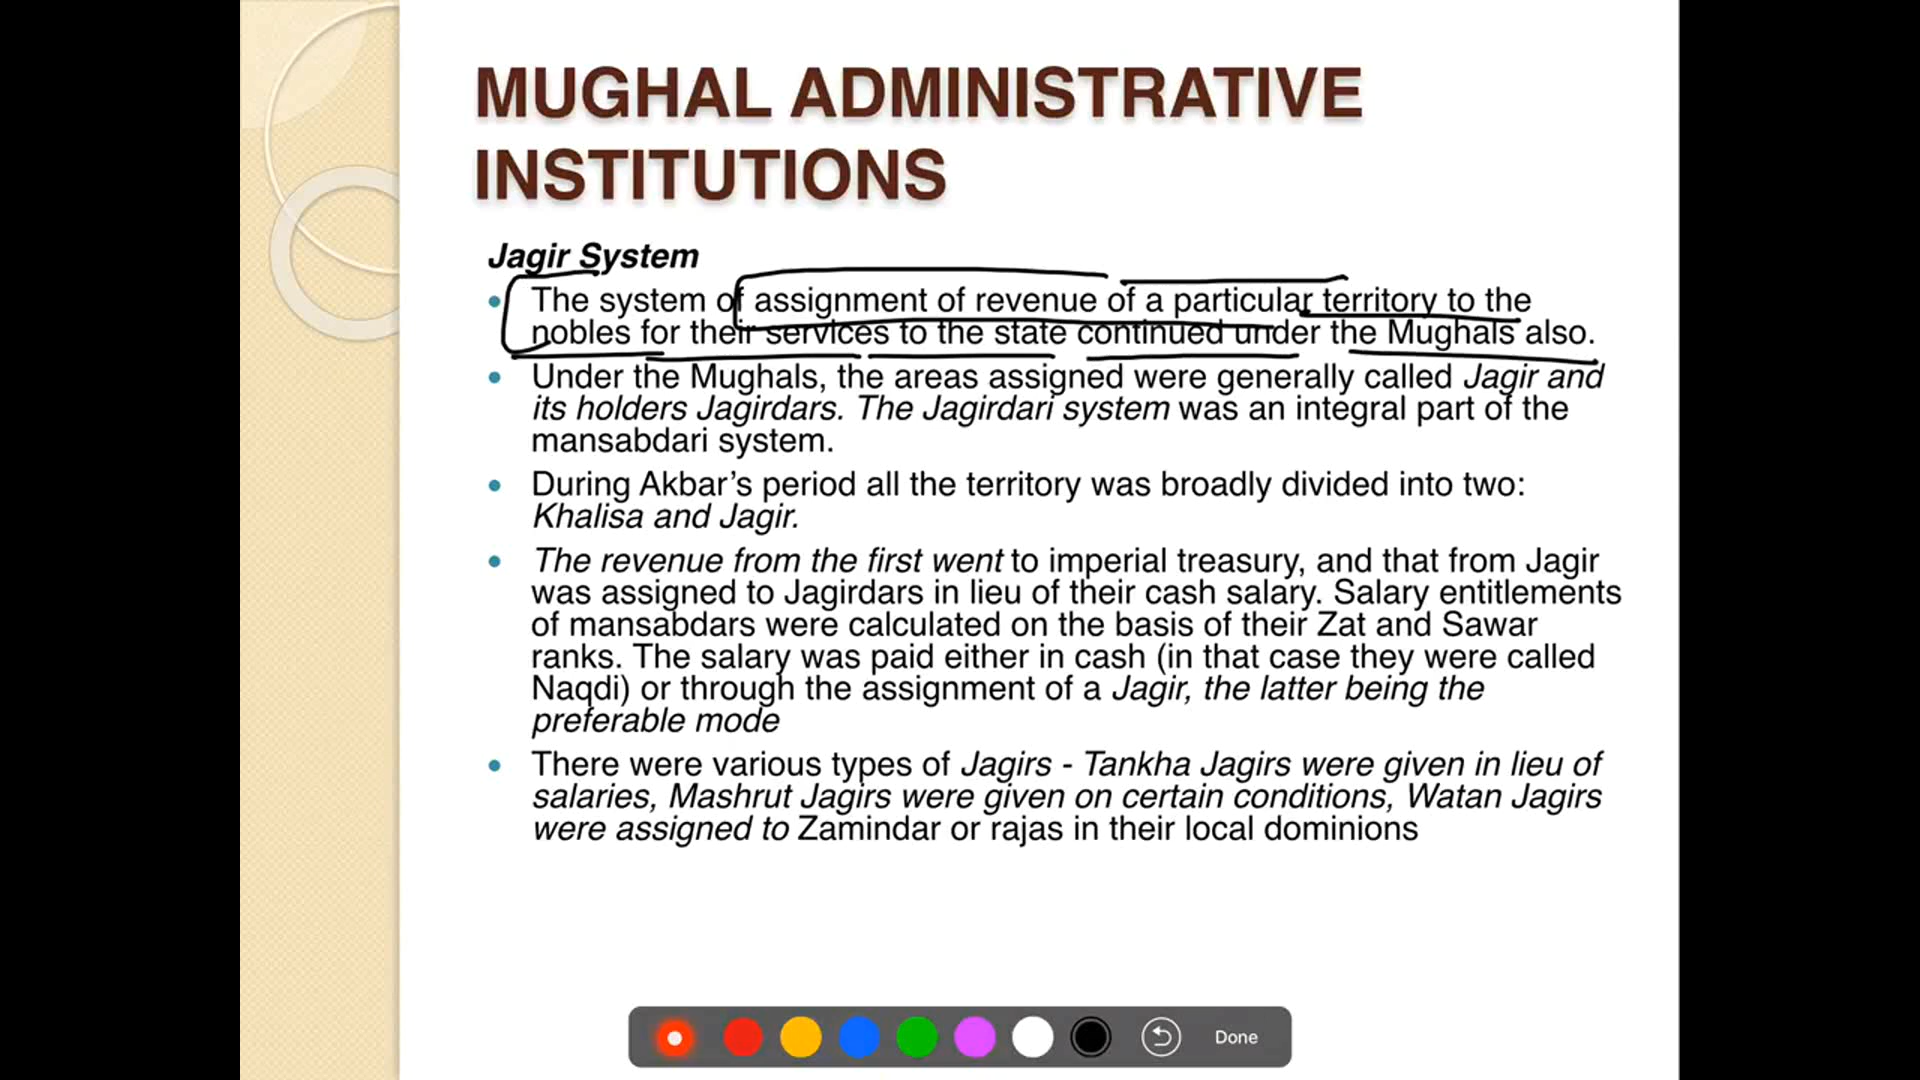 MUGHAL ADMINISTRATIVE
INSTITUTIONS
Jagir System
• The system of assignment of revenue of a particular territory to the
nobles for their services to the state continued under the Mughals also.
• Under the Mughals, the areas assigned were generally called Jagir and
its holders Jagirdars. The Jagirdari system was an integral part of the
mansabdari system.
• During Akbar’s period all the territory was broadly divided into two:
Khalisa and Jagir.
• The revenue from the first went to imperial treasury, and that from Jagir
was assigned to Jagirdars in lieu of their cash salary. Salary entitlements
of mansabdars were calculated on the basis of their Zat and Sawar
ranks. The salary was paid either in cash (in that case they were called
Naqdi) or through the assignment of a Jagir, the latter being the
preferable mode
• There were various types of Jagirs - Tankha Jagirs were given in lieu of
salaries, Mashrut Jagirs were given on certain conditions, Watan Jagirs
were assigned to Zamindar or rajas in their local dominions
Done